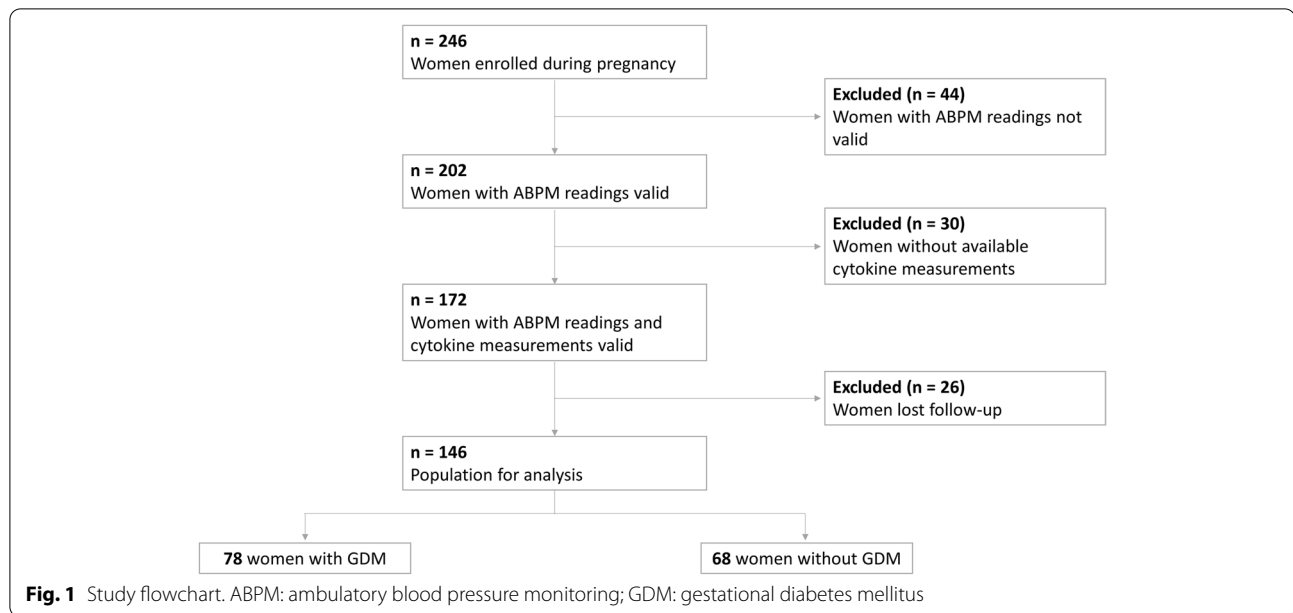 n = 246
Women enrolled during pregnancy
Excluded (n = 44)
Women with ABPM readings not
valid
n = 202
Women with ABPM readings valid
Excluded (n = 30)
Women without available
cytokine measurements
n = 172
Women with ABPM readings and
cytokine measurements valid
Excluded (n = 26)
Women lost follow-up
n = 146
Population for analysis
78 women with GDM
68 women without GDM
Fig. 1 Study flowchart. ABPM: ambulatory blood pressure monitoring; GDM: gestational diabetes mellitus